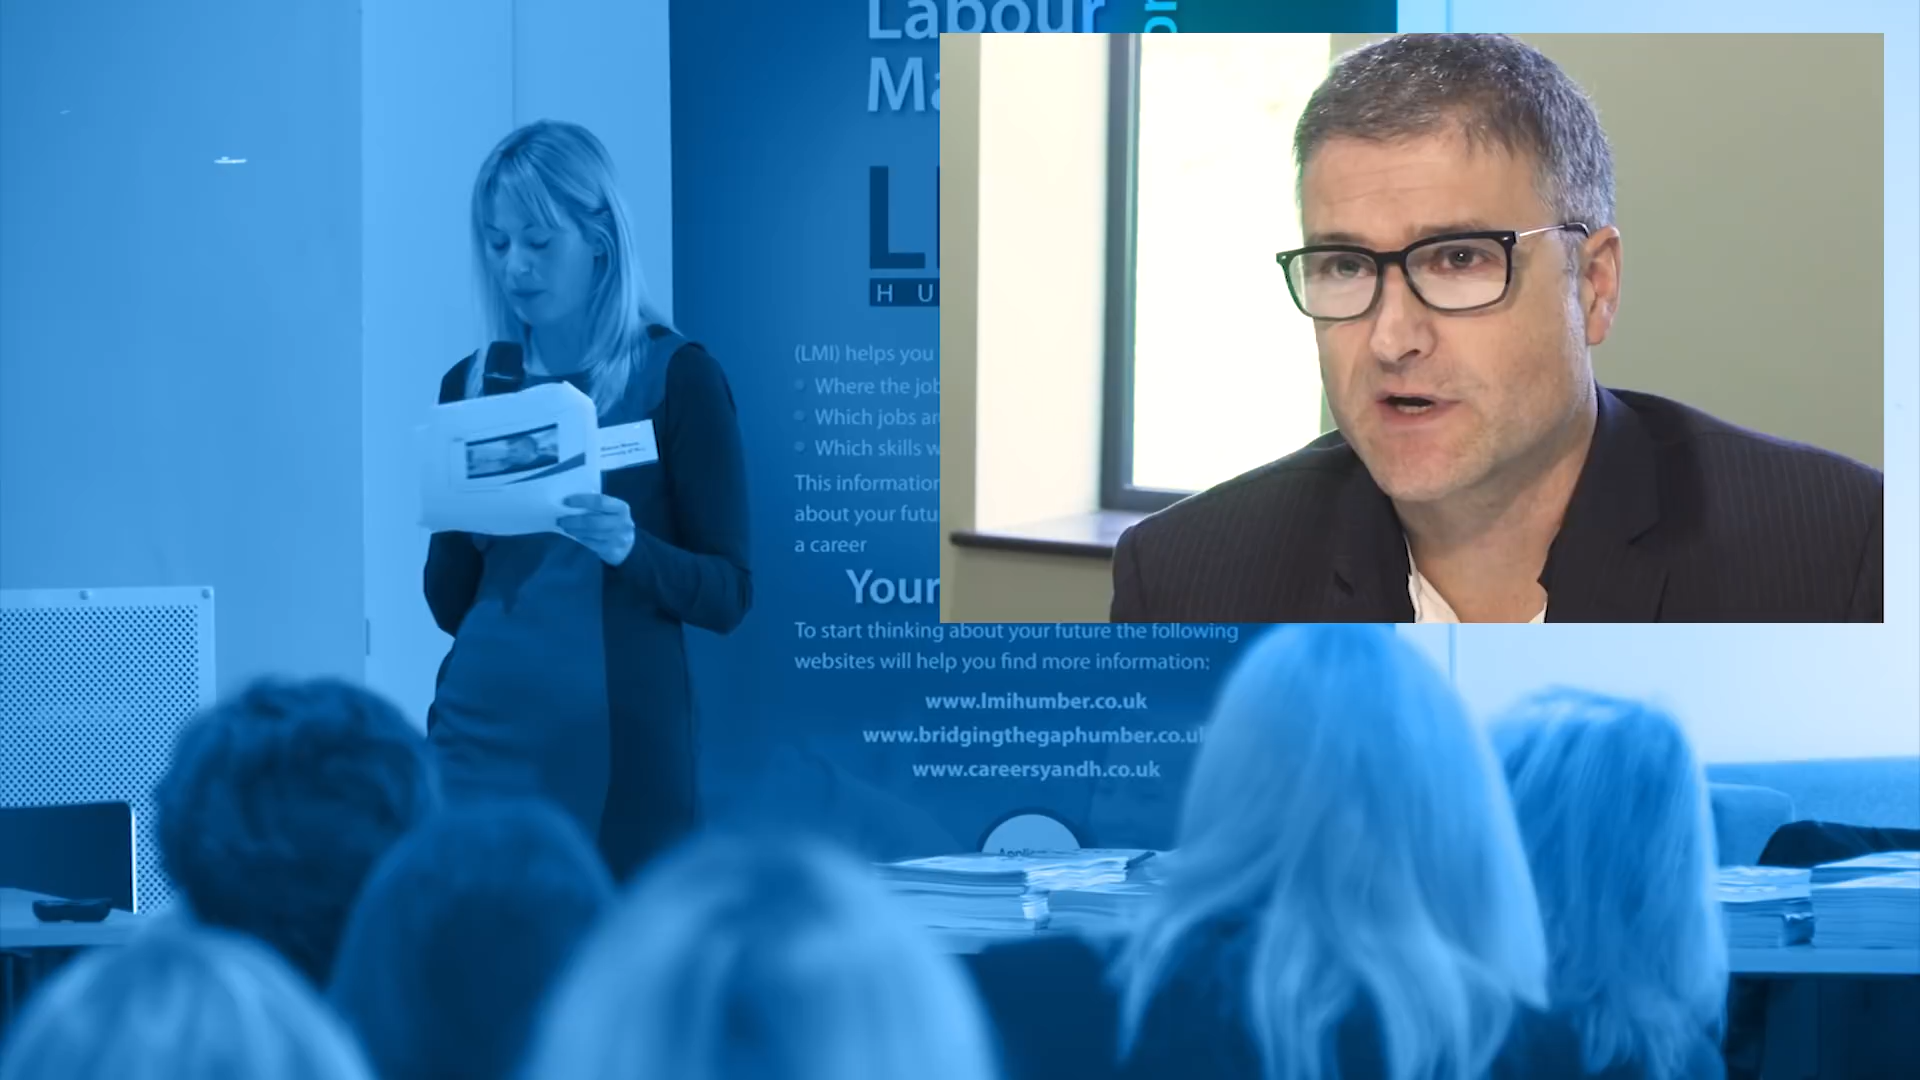 Labour
Ma
L
HU
(LMI) helps you
• Where the job
• Which jobs ar
• Which skills w
This information
about your futu
a career
Your
To start thinking about your future the following
websites will help you find more information:
www.lmihumber.co.uk
www.bridgingthegaphumber.co.uk
www.careersyandh.co.uk